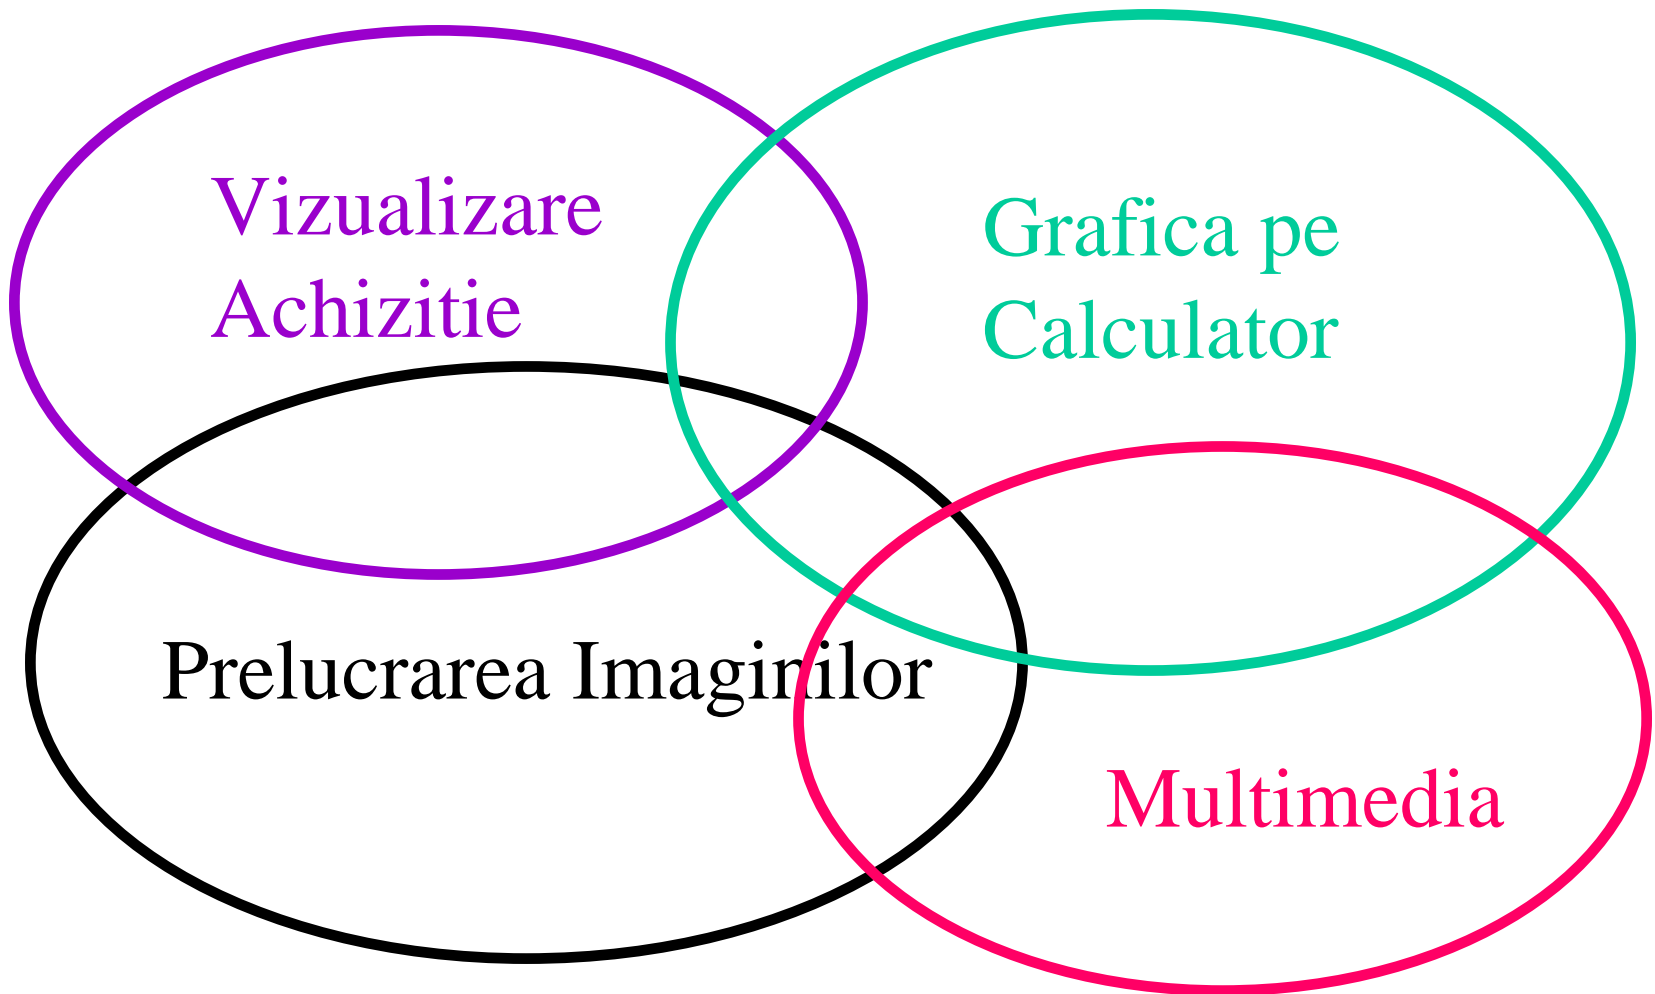 Vizualizare
Achizitie
Grafica pe
Calculator
Prelucrarea Imaginilor
Multimedia